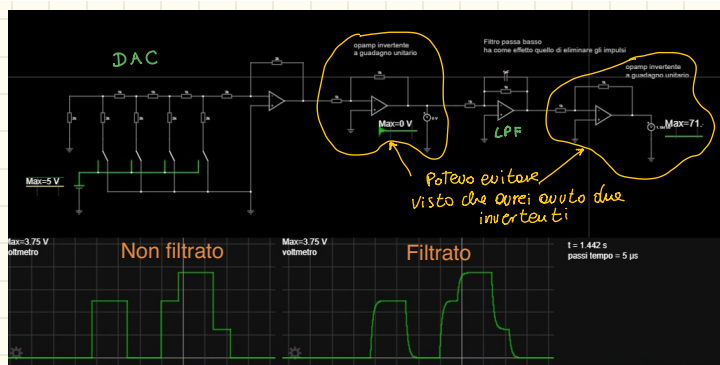 DAC
opamp invertente
a guadagno unitario
Filtro passa basso
ha come effetto quello di eliminare gli impulsi
opamp invertente
a guadagno unitario
Max=0 V
LPF
Max=71.
Max=5 V
Potevo evitare,
visto che avrei avuto due
invertenti
Max=3.75 V
voltmetro
Non filtrato
Max=3.75 V
voltmetro
Filtrato
t = 1.442 s
passi tempo = 5 µs